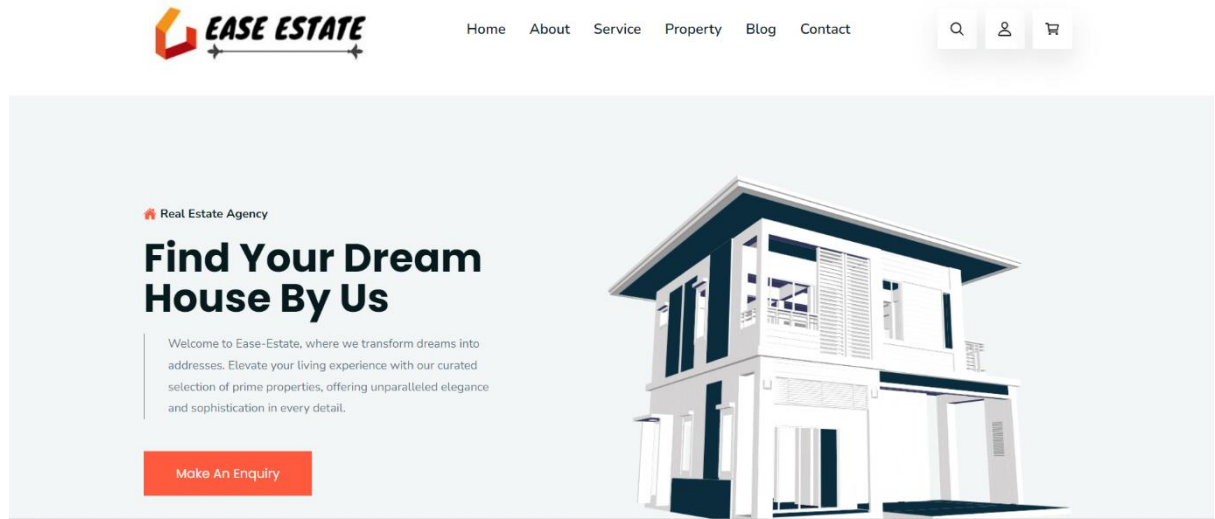 EASE ESTATE
Home About Service Property Blog Contact
Real Estate Agency
Find Your Dream
House By Us
Welcome to Ease-Estate, where we transform dreams into
addresses. Elevate your living experience with our curated
selection of prime properties, offering unparalleled elegance
and sophistication in every detail.
Make An Enquiry